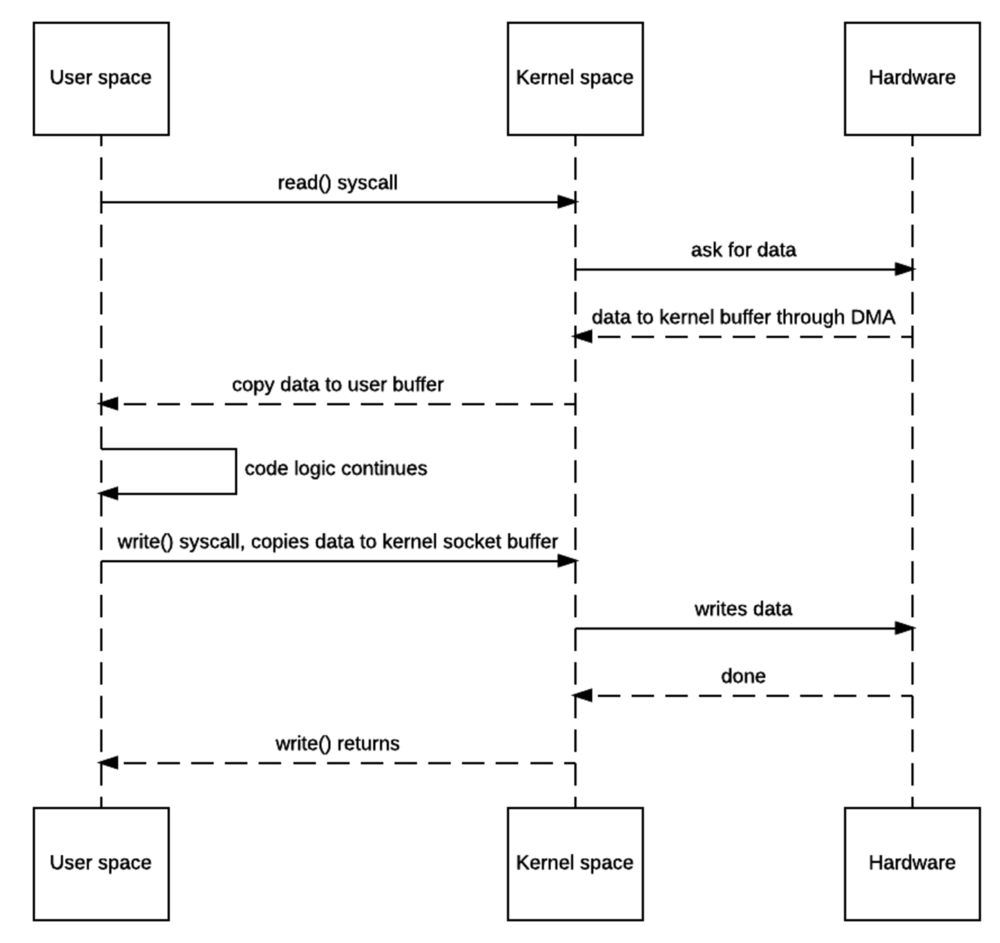 User space
Kernel space
Hardware
read() syscall
ask for data
data to kernel buffer through DMA
copy data to user buffer
code logic continues
write() syscall, copies data to kernel socket buffer
writes data
done
write() returns
User space
Kernel space
Hardware